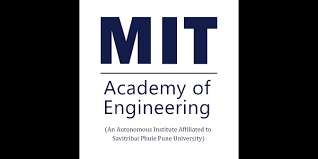 MIT
Academy of
Engineering
(An Autonomous Institute Affiliated to
Savitribai Phule Pune University)